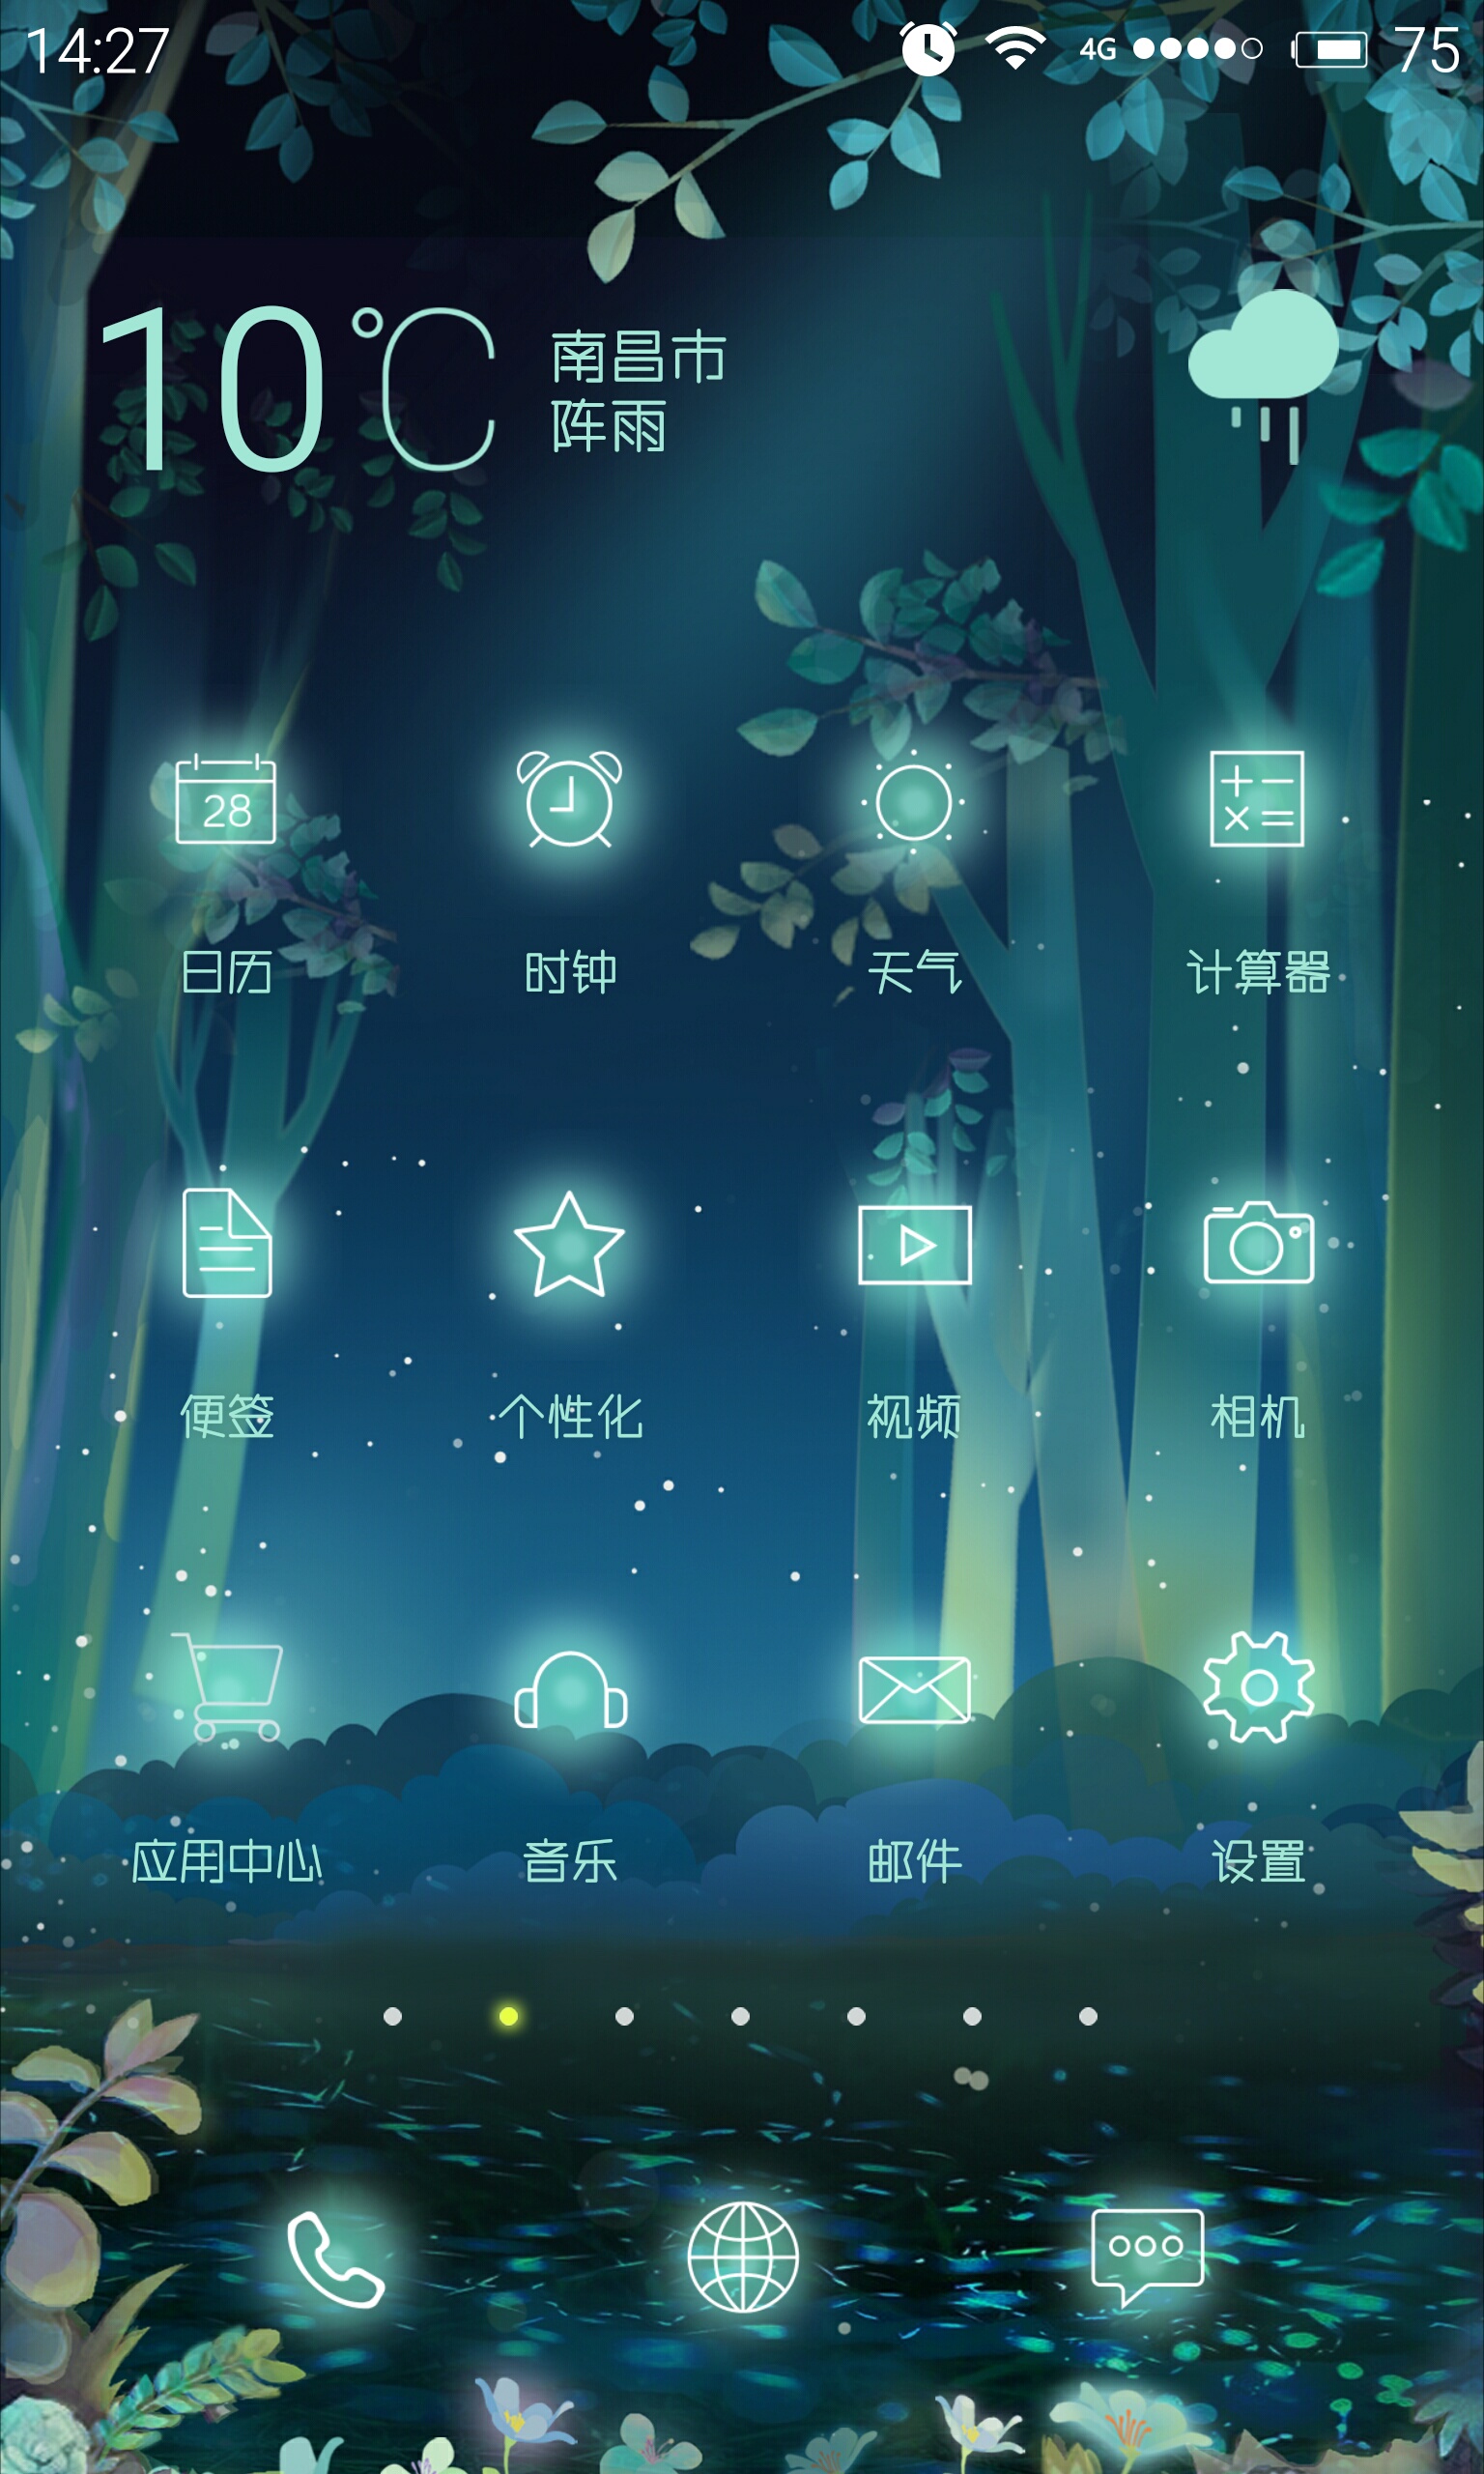 14:27 4G 75
10℃
南昌市
阵雨
28
日历 时钟 天气 计算器
便签 个性化 视频 相机
应用中心 音乐 邮件 设置